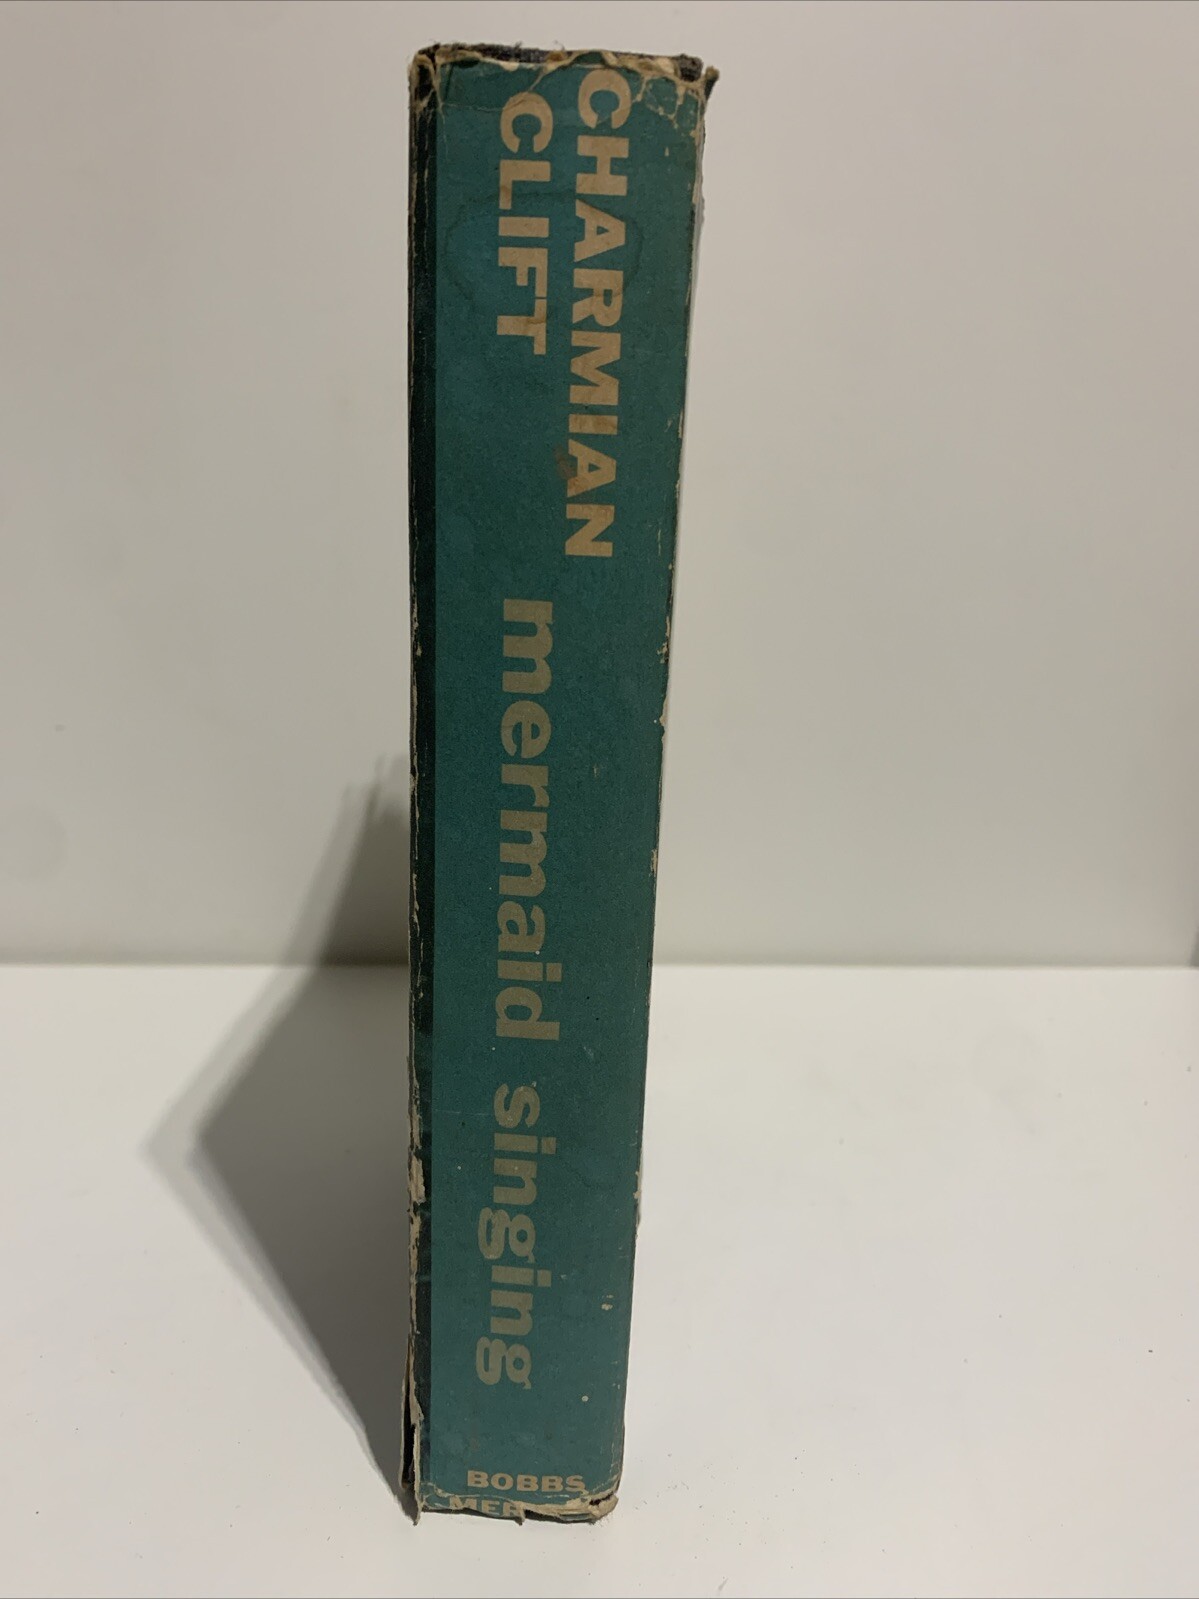 CHARMIAN
CLIFT
mermaid singing
BOBBS